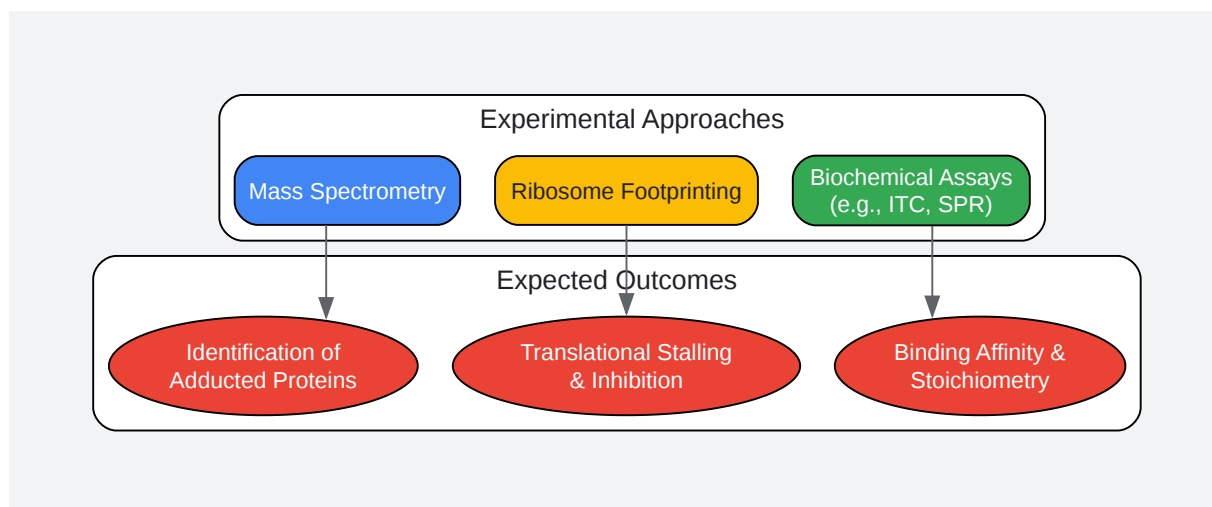 Experimental Approaches
Mass Spectrometry
Ribosome Footprinting
Biochemical Assays
(e.g., ITC, SPR)
Expected Outcomes
Identification of
Adducted Proteins
Translational Stalling
& Inhibition
Binding Affinity &
Stoichiometry